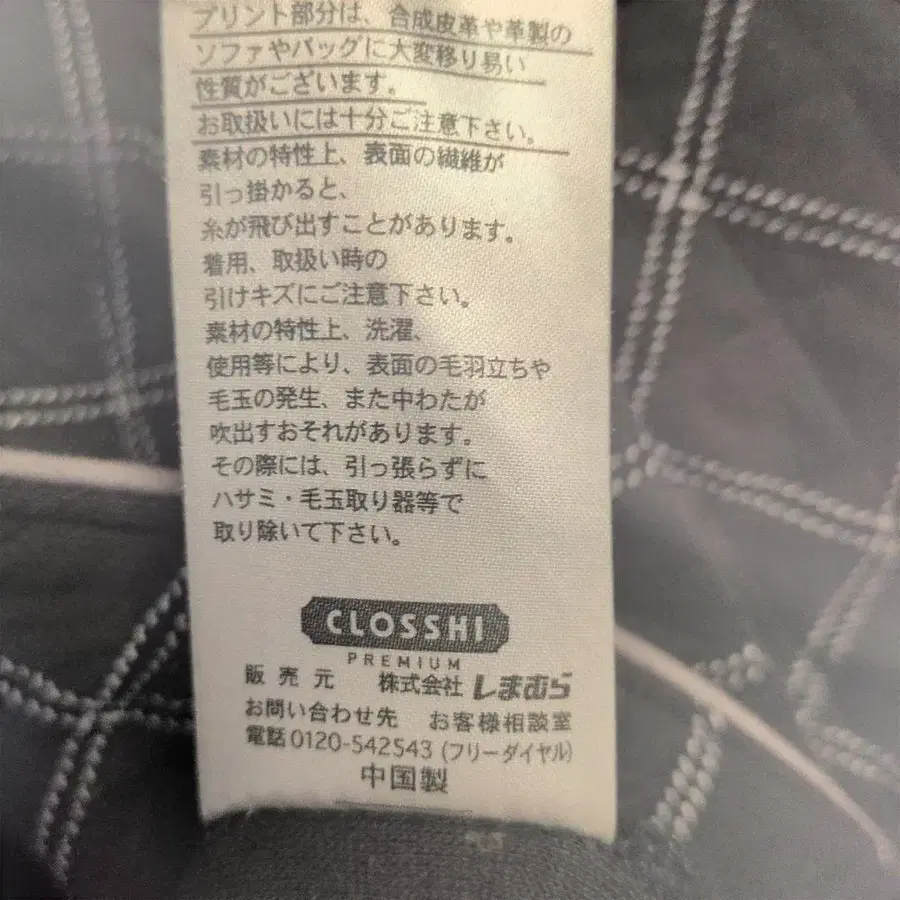 プリント部分は、合成皮革や革製の
ソファやバッグに大変移り易い
性質がございます。
お取扱いには十分ご注意下さい。
素材の特性上、表面の繊維が
引っ掛かると、
糸が飛び出すことがあります。
着用、取扱い時の
引けキズにご注意下さい。
素材の特性上、洗濯、
使用等により、表面の毛羽立ちや
毛玉の発生、また中わたが
吹出すおそれがあります。
その際には、引っ張らずに
ハサミ・毛玉取り器等で
取り除いて下さい。
CLOSSHI
PREMIUM
販売元 株式会社 しまむら
お問い合わせ先 お客様相談室
電話 0120-542543 (フリーダイヤル)
中国製